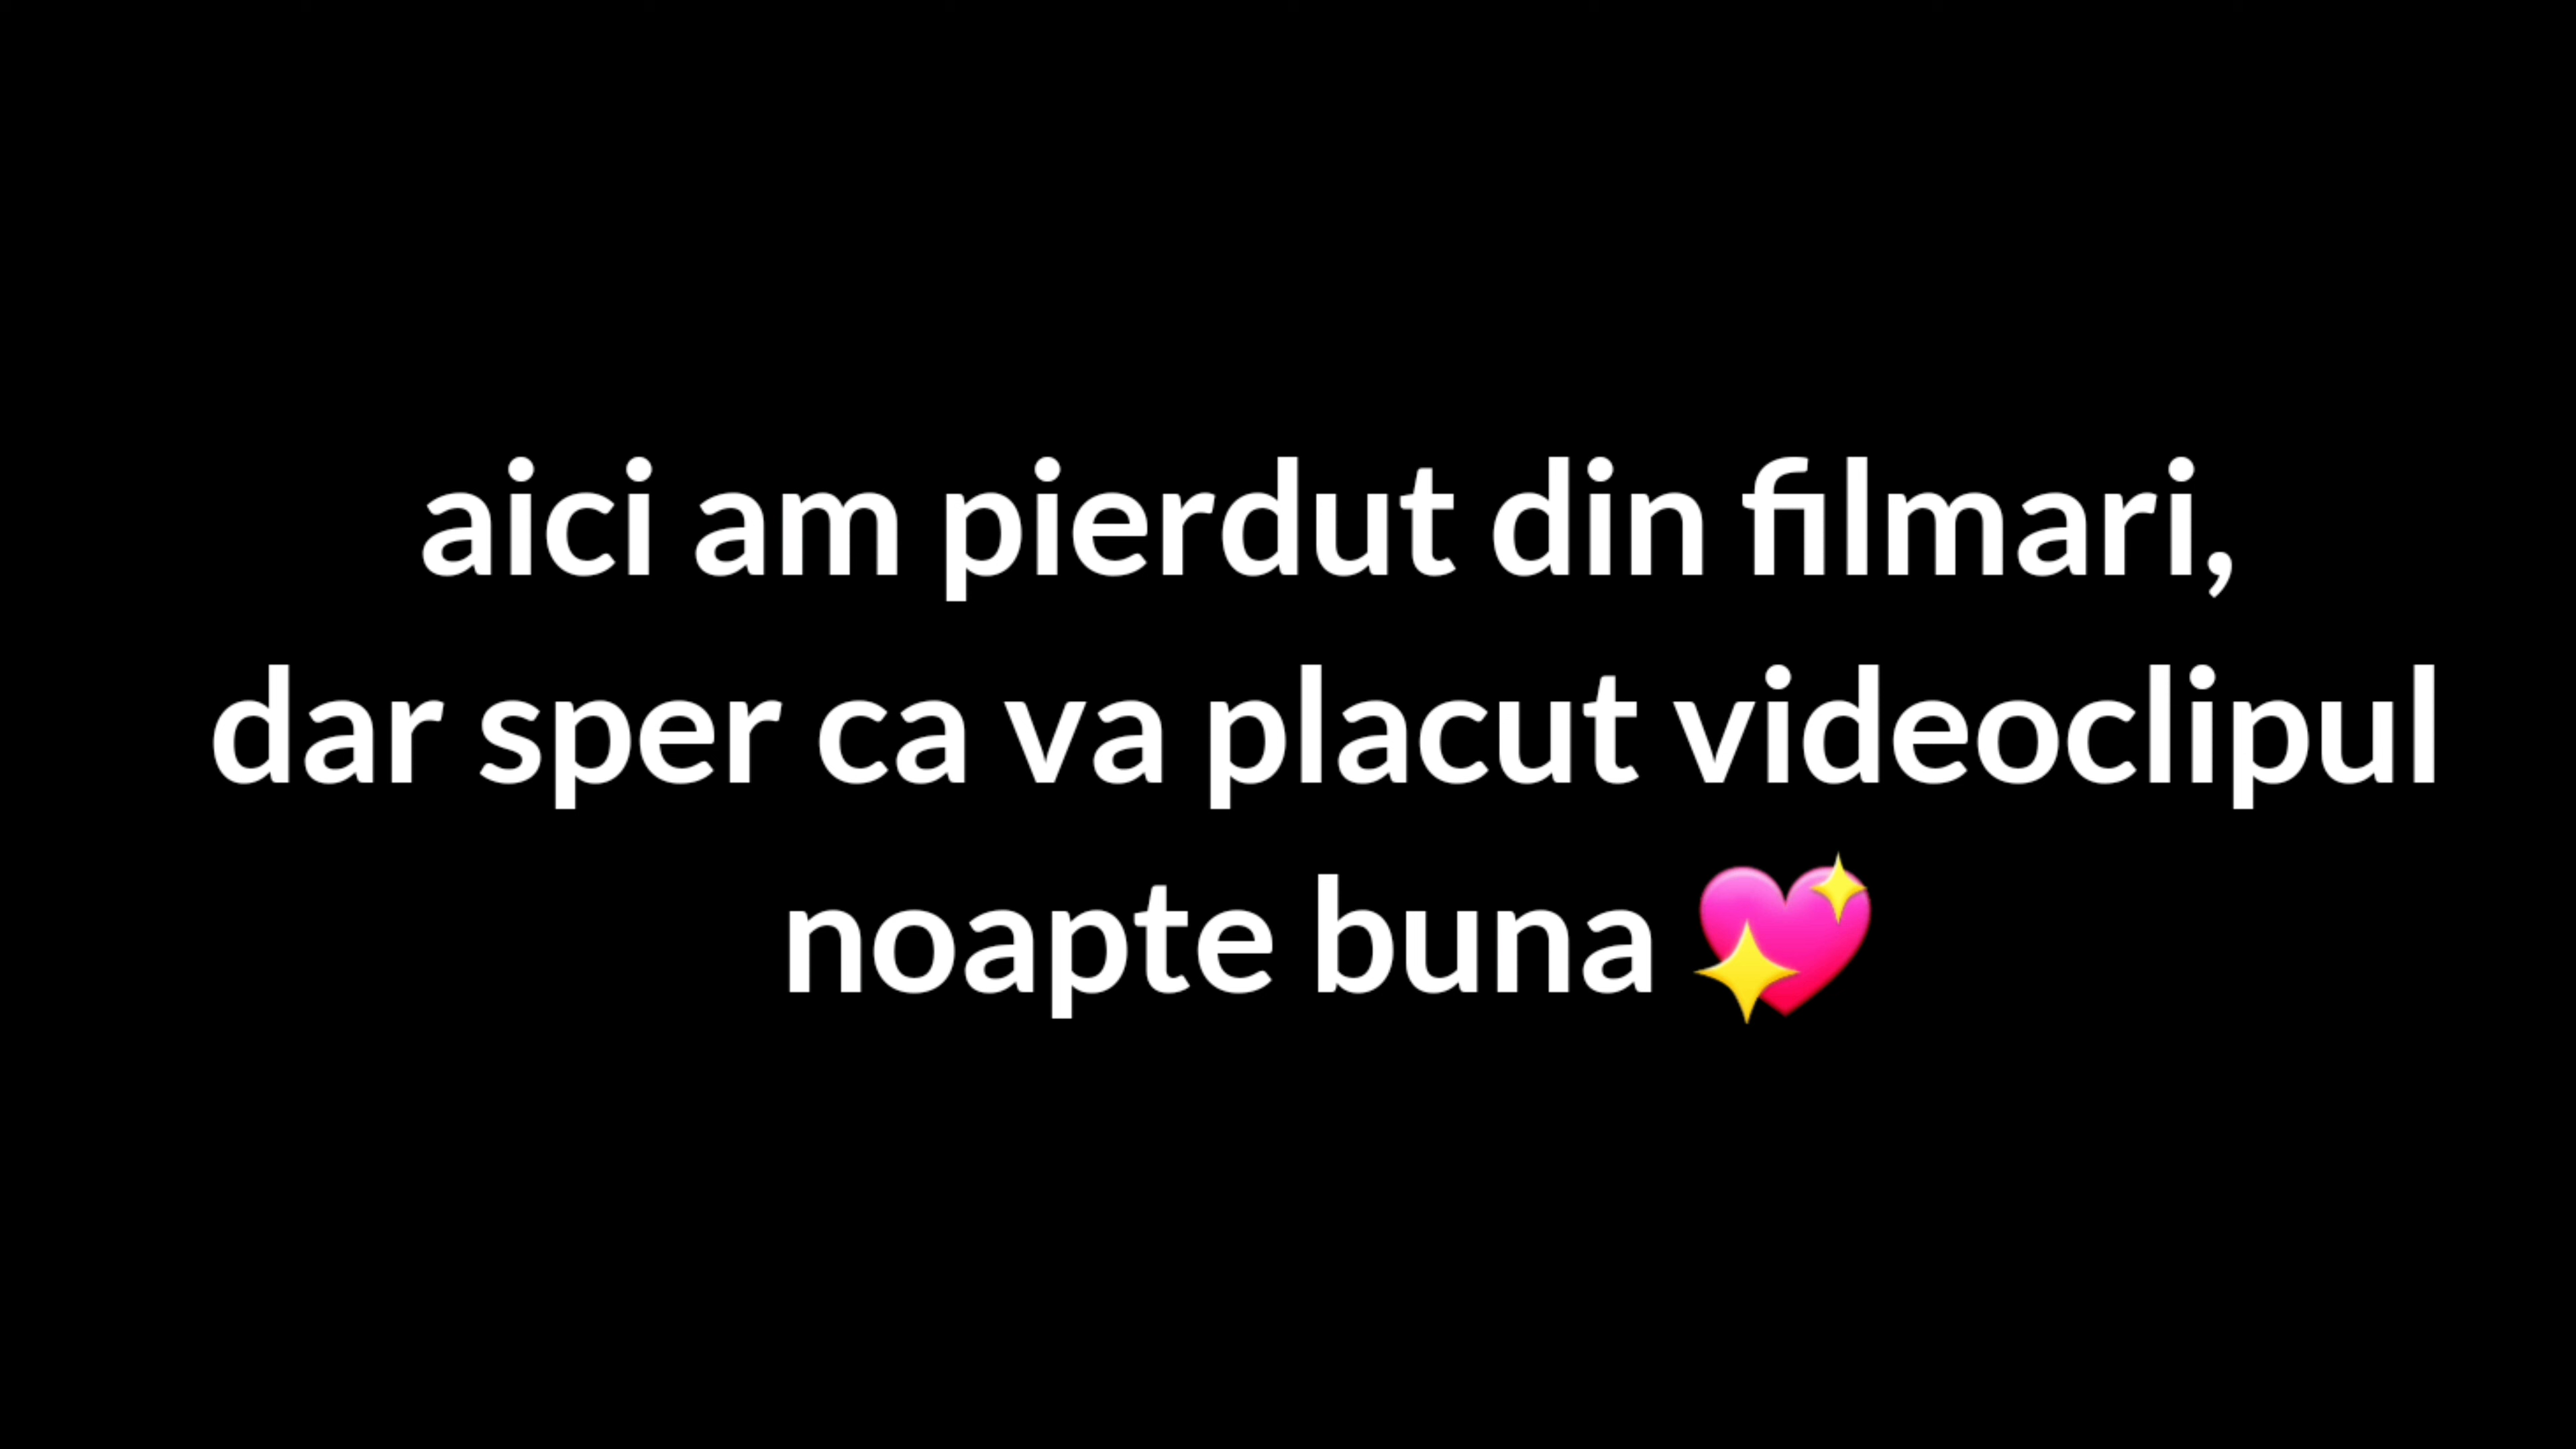 aici am pierdut din filmari,
dar sper ca va placut videoclipul
noapte buna 💖